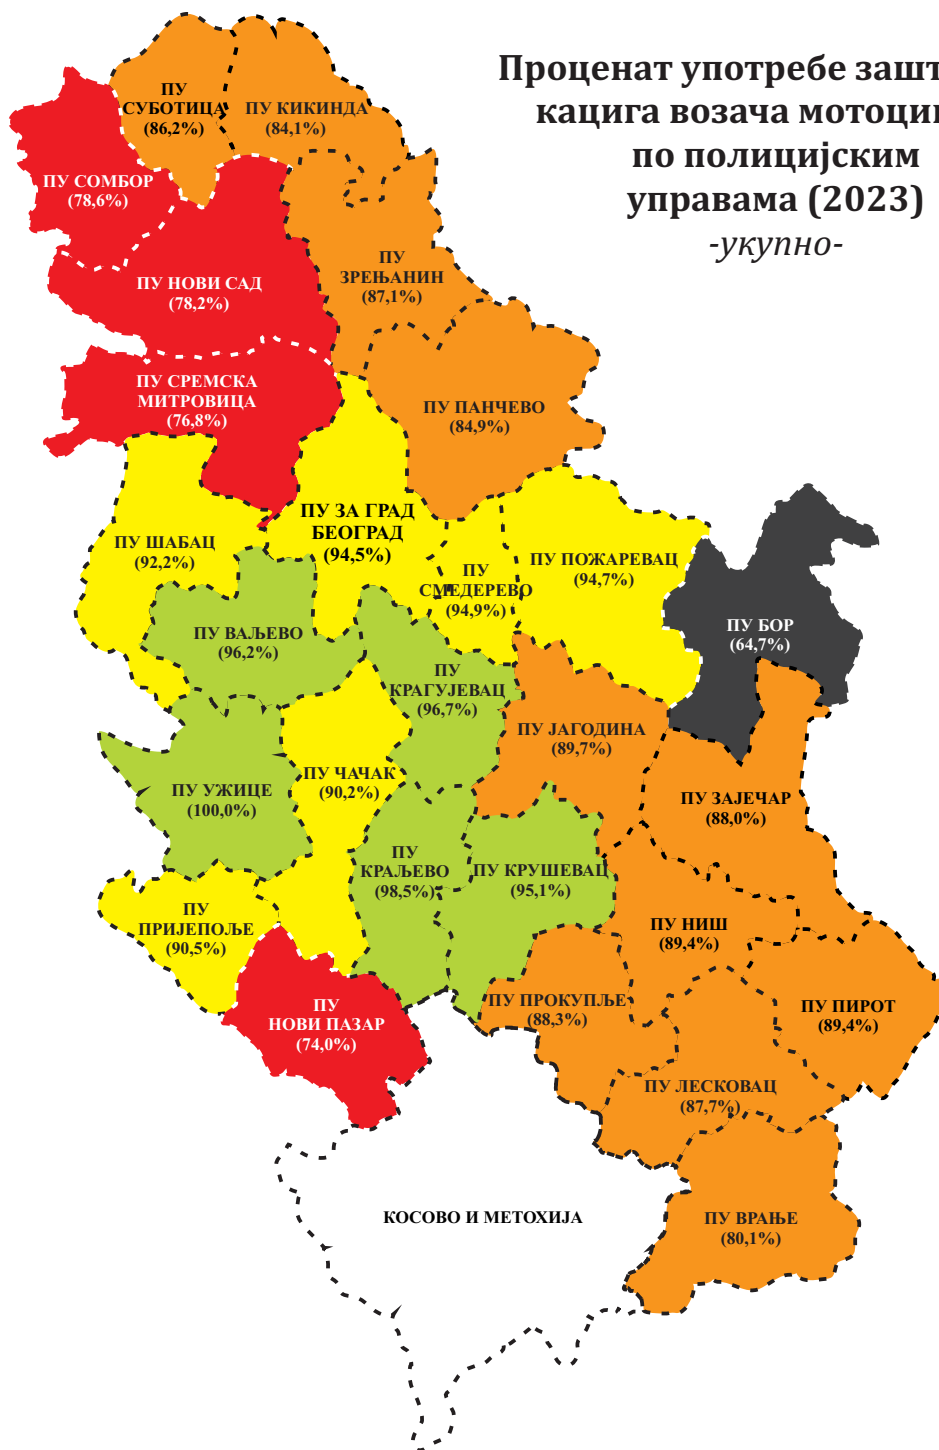 Проценат употребе
кацига возача
по полицијским
управама (2023)
-укупно-
ПУ
СУБОТИЦА
(86,2%)
ПУ КИКИНДА
(84,1%)
ПУ СОМБОР
(78,6%)
ПУ НОВИ САД
(78,2%)
ПУ
ЗРЕЊАНИН
(87,1%)
ПУ СРЕМСКА
МИТРОВИЦА
(76,8%)
ПУ ПАНЧЕВО
(84,9%)
ПУ ЗА ГРАД
БЕОГРАД
(94,5%)
ПУ ШАБАЦ
(92,2%)
ПУ
СМЕДЕРЕВО
(94,9%)
ПУ ПОЖАРЕВАЦ
(94,7%)
ПУ БОР
(64,7%)
ПУ ВАЉЕВО
(96,2%)
ПУ
КРАГУЈЕВАЦ
(96,7%)
ПУ ЈАГОДИНА
(89,7%)
ПУ УЖИЦЕ
(100,0%)
ПУ ЧАЧАК
(90,2%)
ПУ ЗАЈЕЧАР
(88,0%)
ПУ
КРАЉЕВО
(98,5%)
ПУ КРУШЕВАЦ
(95,1%)
ПУ
ПРИЈЕПОЉЕ
(90,5%)
ПУ НИШ
(89,4%)
ПУ
НОВИ ПАЗАР
(74,0%)
ПУ ПРОКУПЉЕ
(88,3%)
ПУ ПИРОТ
(89,4%)
ПУ ЛЕСКОВАЦ
(87,7%)
КОСОВО И МЕТОХИЈА
ПУ ВРАЊЕ
(80,1%)